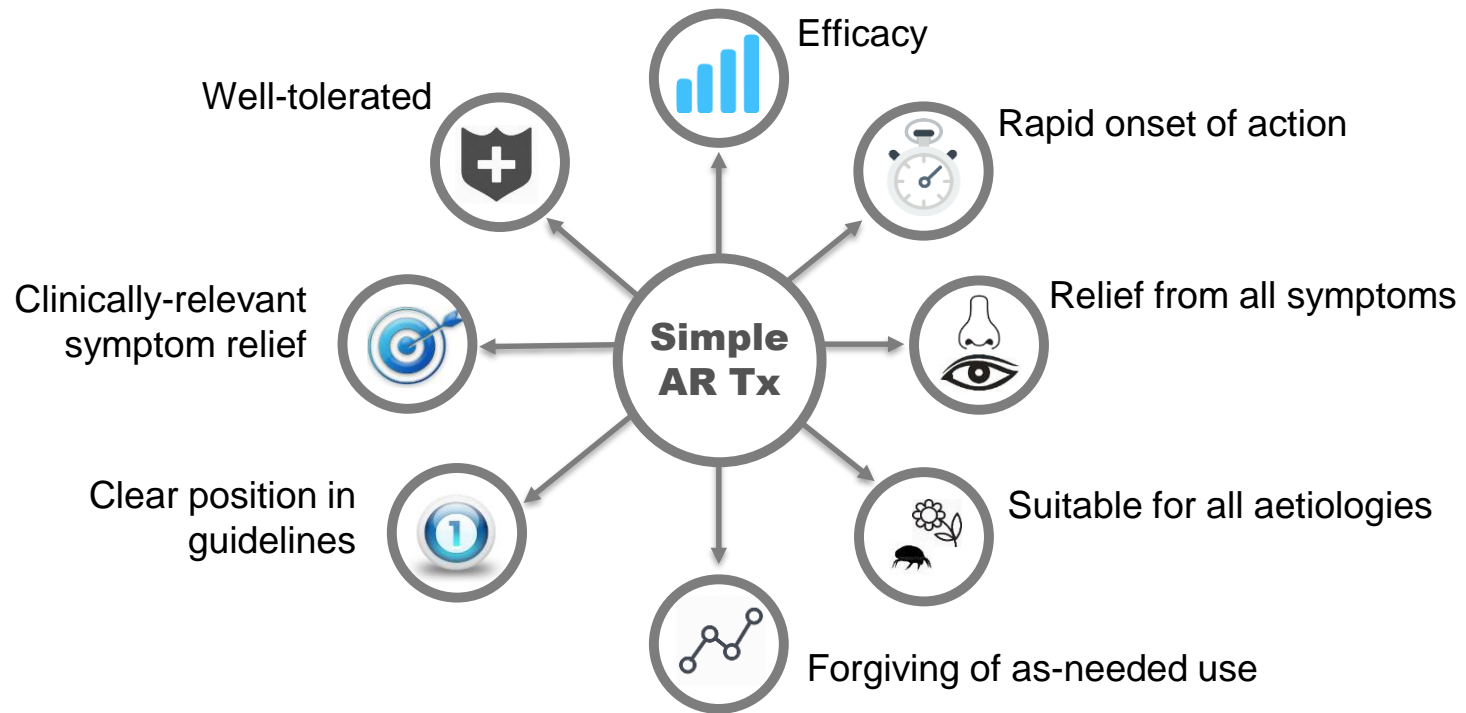 Efficacy
Well-tolerated
Rapid onset of action
Clinically-relevant
symptom relief
Relief from all symptoms
Simple
AR Tx
Clear position in
guidelines
1
Suitable for all aetiologies
Forgiving of as-needed use